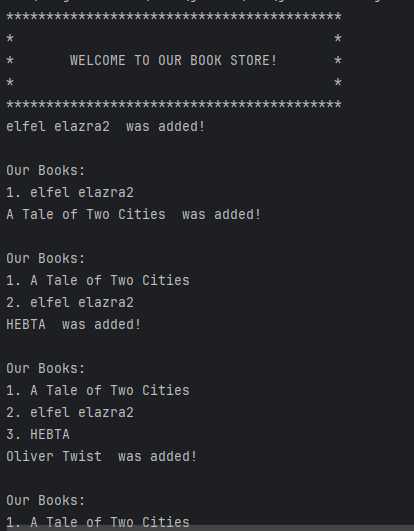 ******************************************
*                                        *
*       WELCOME TO OUR BOOK STORE!       *
*                                        *
******************************************
elfel elazra2  was added!

Our Books:
1. elfel elazra2
A Tale of Two Cities  was added!

Our Books:
1. A Tale of Two Cities
2. elfel elazra2
HEBTA  was added!

Our Books:
1. A Tale of Two Cities
2. elfel elazra2
3. HEBTA
Oliver Twist  was added!

Our Books:
1. A Tale of Two Cities